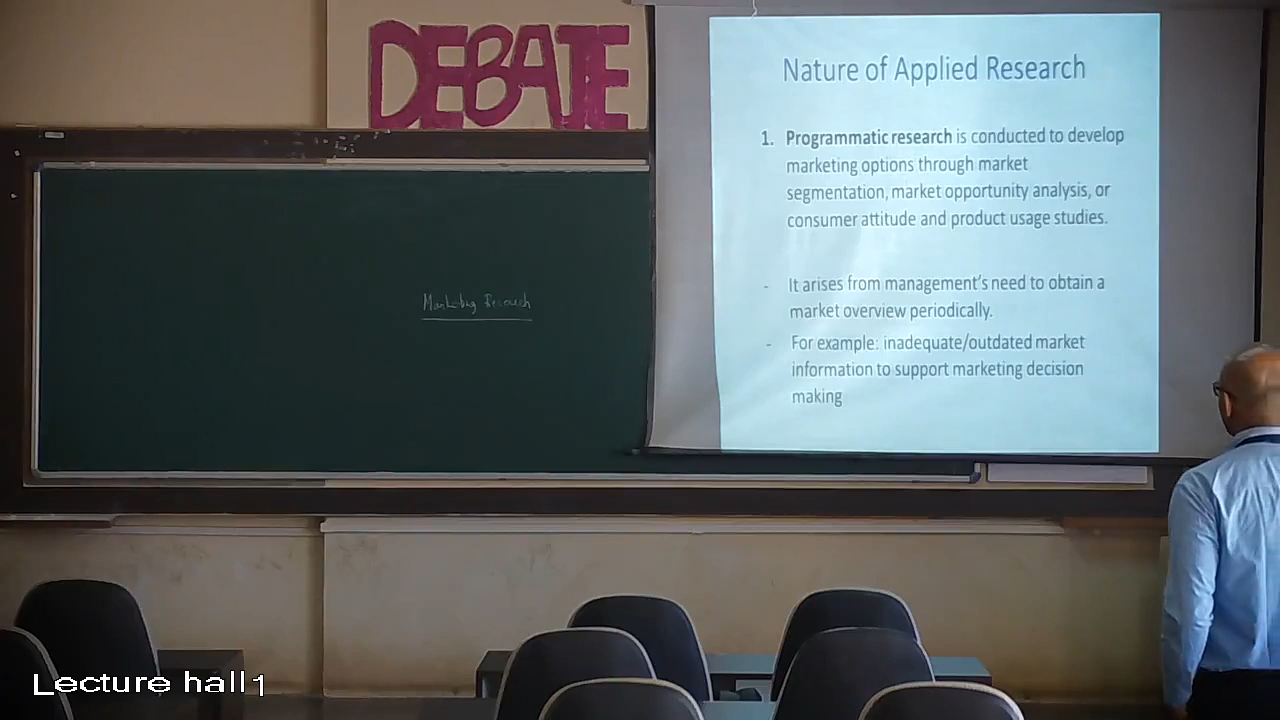 DEBATE
Nature of Applied Research
1. Programmatic research is conducted to develop
marketing options through market
segmentation, market opportunity analysis, or
consumer attitude and product usage studies.
- It arises from management's need to obtain a
market overview periodically.
- For example: inadequate/outdated market
information to support marketing decision
making
Marketing Research
Lecture hall1